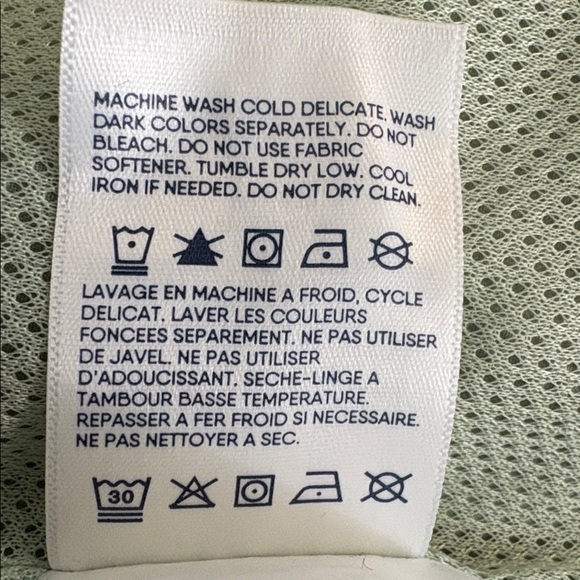 MACHINE WASH COLD DELICATE. WASH
DARK COLORS SEPARATELY. DO NOT
BLEACH. DO NOT USE FABRIC
SOFTENER. TUMBLE DRY LOW. COOL
IRON IF NEEDED. DO NOT DRY CLEAN.
LAVAGE EN MACHINE A FROID, CYCLE
DELICAT. LAVER LES COULEURS
FONCEES SEPAREMENT. NE PAS UTILISER
DE JAVEL. NE PAS UTILISER
D'ADOUCISSANT. SECHE-LINGE A
TAMBOUR BASSE TEMPERATURE.
REPASSER A FER FROID SI NECESSAIRE.
NE PAS NETTOYER A SEC.
30